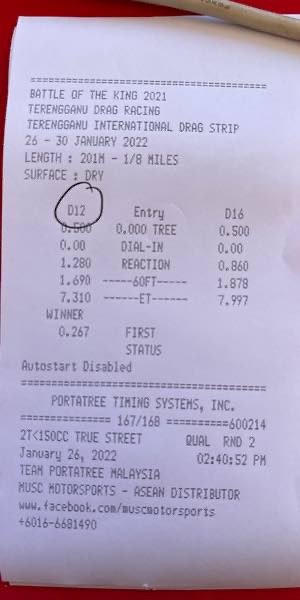 ==================================
BATTLE OF THE KING 2021
TERENGGANU DRAG RACING
TERENGGANU INTERNATIONAL DRAG STRIP
26 - 30 JANUARY 2022
LENGTH : 201M - 1/8 MILES
SURFACE : DRY
D12 Entry D16
0.500 0.000 TREE 0.500
0.00 DIAL-IN 0.00
1.280 REACTION 0.860
1.690 -----60FT----- 1.878
7.310 ------ET------ 7.997
WINNER
0.267 FIRST
STATUS
Autostart Disabled
==================================
PORTATREE TIMING SYSTEMS, INC.
============= 167/168 ==========600214
2T<150CC TRUE STREET QUAL RND 2
January 26, 2022 02:40:52 PM
TEAM PORTATREE MALAYSIA
MUSC MOTORSPORTS - ASEAN DISTRIBUTOR
www.facebook.com/muscmotorsports
+6016-6681490